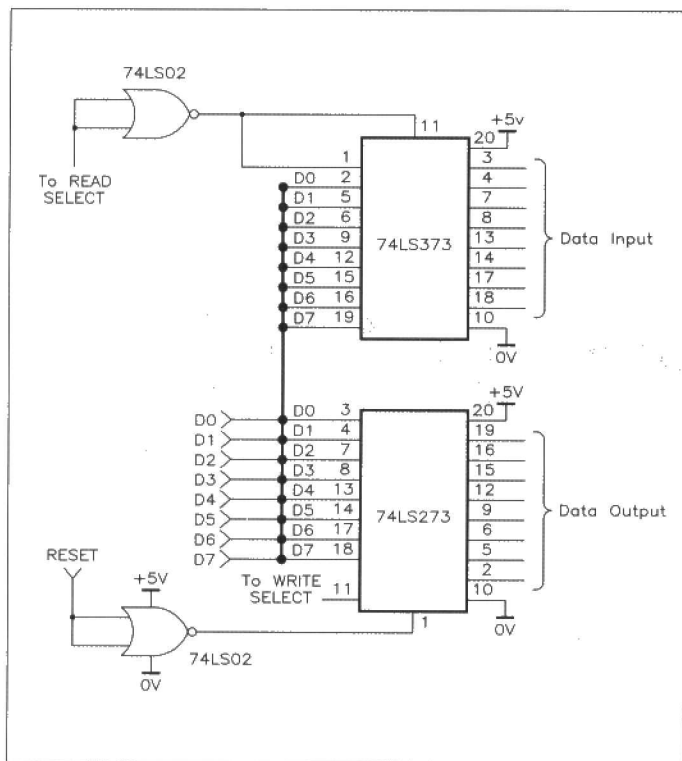 74LS02
11
+5v
20
To READ
SELECT
1
3
D0 2
4
D1 5
7
D2 6
8
D3 9
74LS373
13
Data Input
D4 12
14
D5 15
17
D6 16
18
D7 19
10
0V
+5V
D0
D0 3
20
D1
D1 4
19
D2
D2 7
16
D3
D3 8
15
D4
D4 13
74LS273
12
Data Output
D5
D5 14
9
D6
D6 17
6
D7
D7 18
5
RESET
To WRITE
SELECT
11
2
10
+5V
1
0V
74LS02
0V